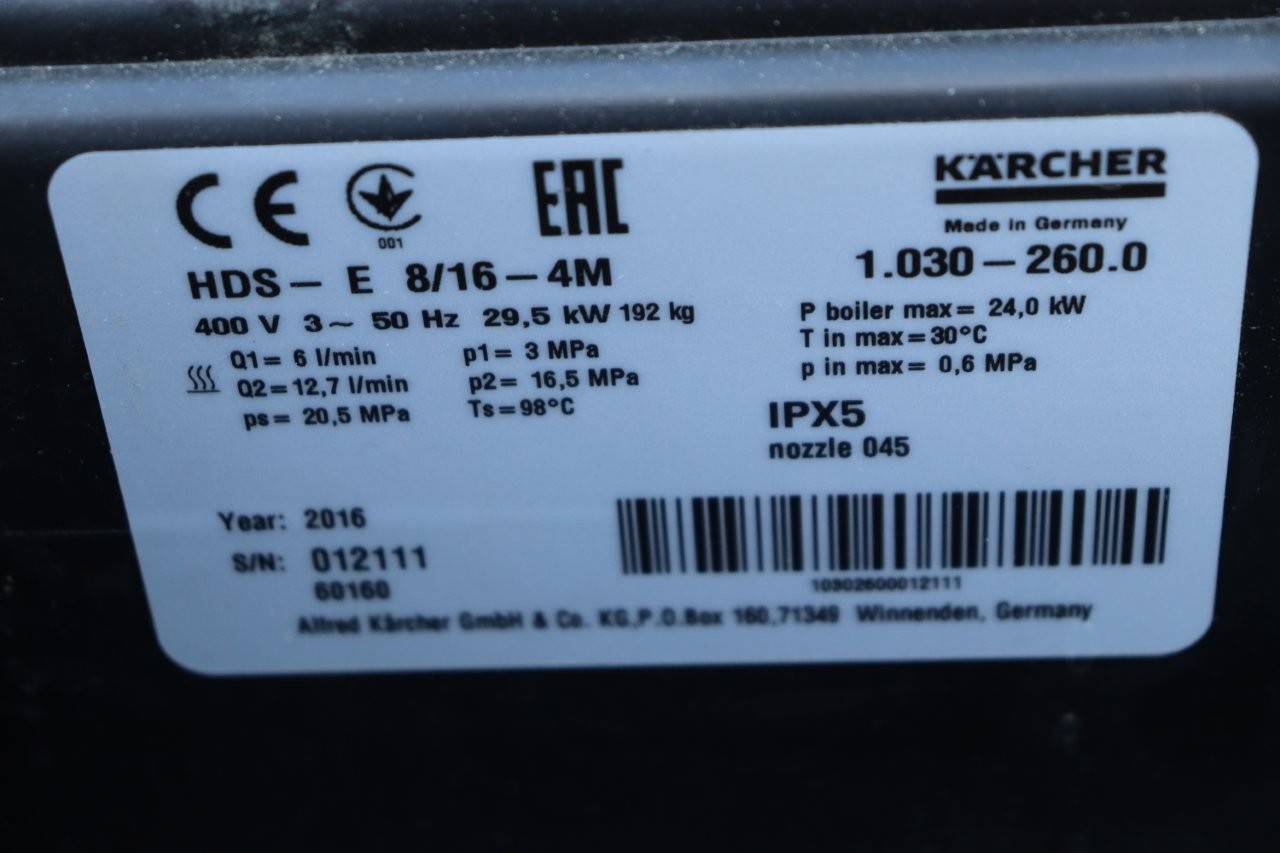 CE
001
EAC
KÄRCHER
Made in Germany
HDS- E 8/16-4M
1.030-260.0
400 V 3~ 50 Hz 29,5 kW 192 kg
Q1= 6 l/min p1= 3 MPa
Q2=12,7 l/min p2= 16,5 MPa
ps= 20,5 MPa Ts=98°C
P boiler max= 24,0 kW
T in max=30°C
p in max= 0,6 MPa
IPX5
nozzle 045
Year: 2016
S/N: 012111
60160
10302600012111
Alfred Kärcher GmbH & Co. KG,P.O.Box 160,71349 Winnenden, Germany